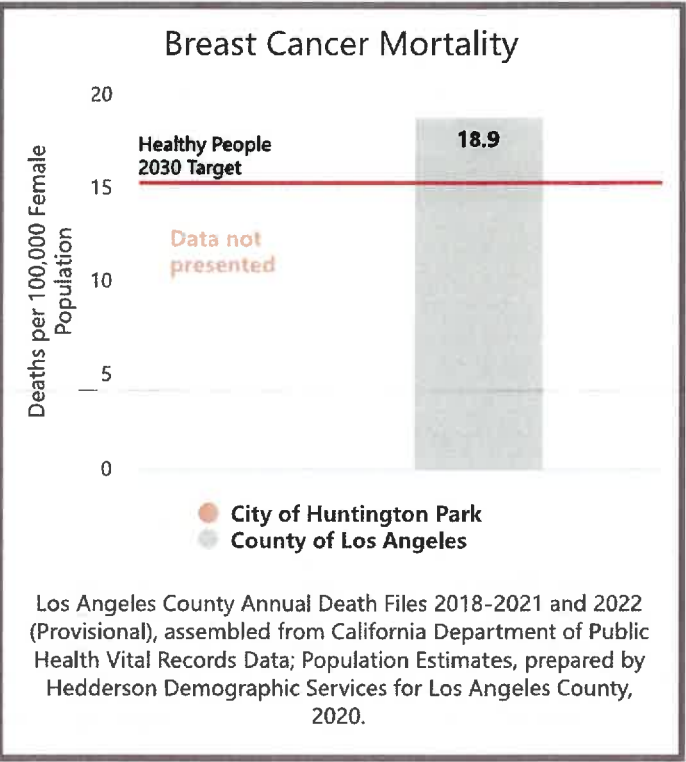 Breast Cancer Mortality
20
Healthy People
2030 Target
18.9
15
Data not
presented
10
5
0
Deaths per 100,000 Female
Population
City of Huntington Park
County of Los Angeles
Los Angeles County Annual Death Files 2018-2021 and 2022
(Provisional), assembled from California Department of Public
Health Vital Records Data; Population Estimates, prepared by
Hedderson Demographic Services for Los Angeles County,
2020.